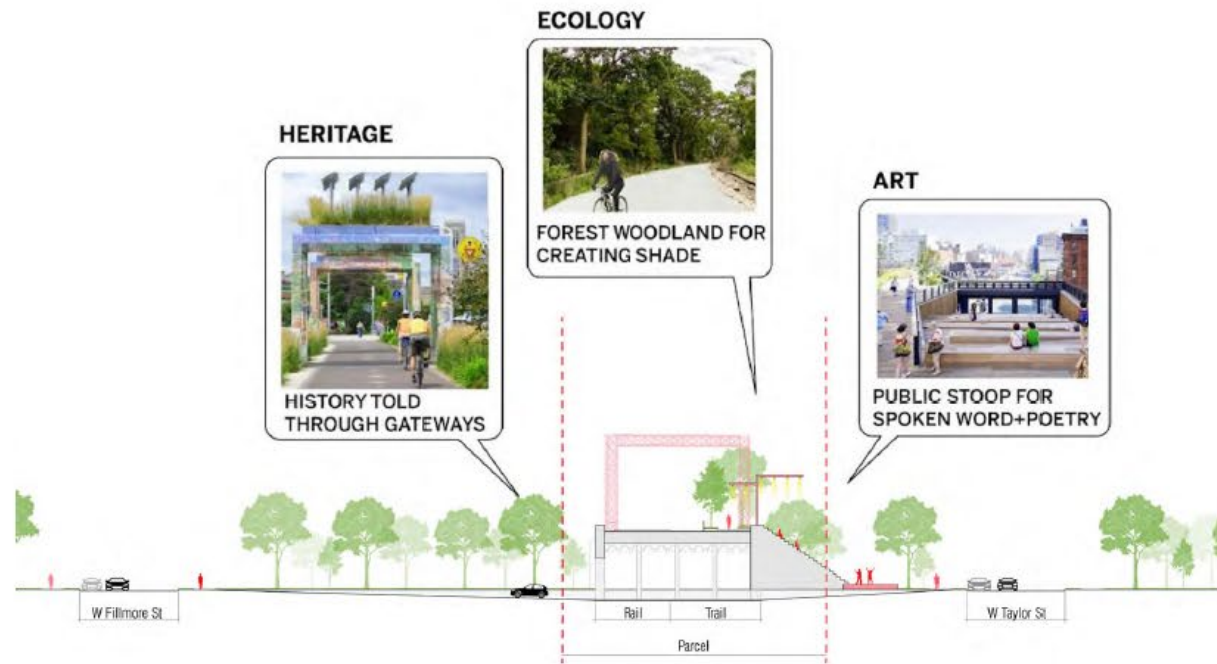 ECOLOGY
FOREST WOODLAND FOR
CREATING SHADE
HERITAGE
HISTORY TOLD
THROUGH GATEWAYS
ART
PUBLIC STOOP FOR
SPOKEN WORD+POETRY
W Fillmore St
Rail
Trail
W Taylor St
Parcel